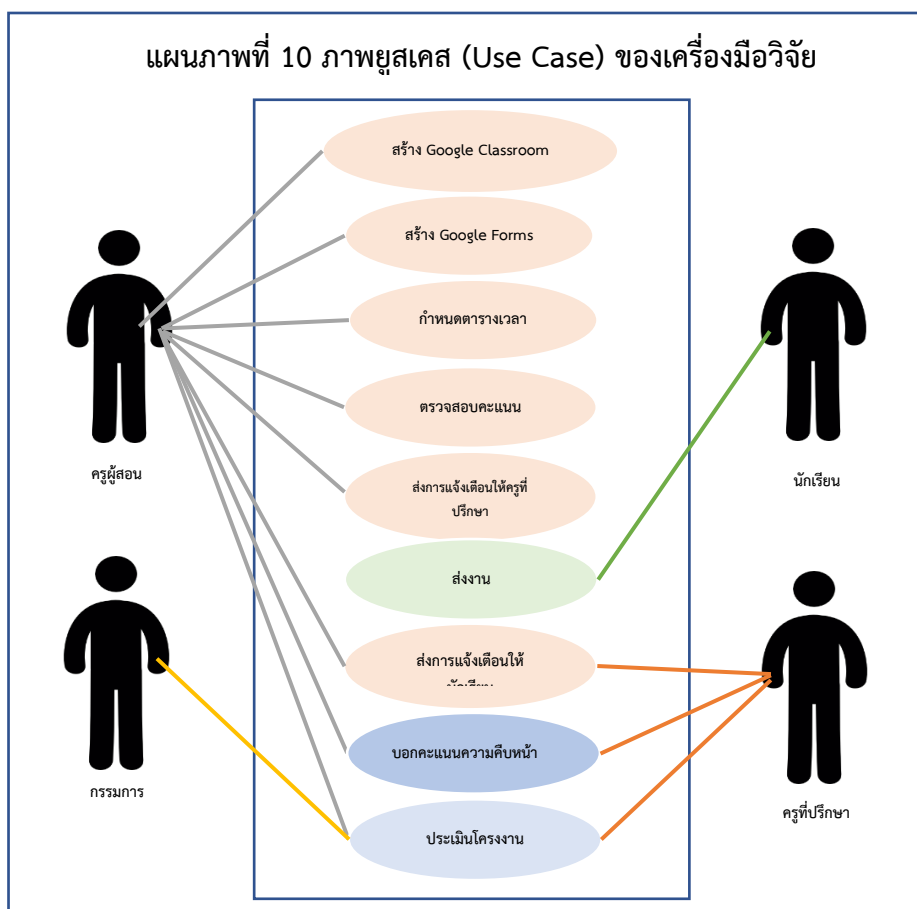 แผนภาพที่ 10 ภาพยูสเคส (Use Case) ของเครื่องมือวิจัย
สร้าง Google Classroom
สร้าง Google Forms
กำหนดตารางเวลา
ตรวจสอบคะแนน
ครูผู้สอน
นักเรียน
ส่งการแจ้งเตือนให้ครูที่
ปรึกษา
ส่งงาน
ส่งการแจ้งเตือนให้
บอกคะแนนความคืบหน้า
กรรมการ
ครูที่ปรึกษา
ประเมินโครงงาน